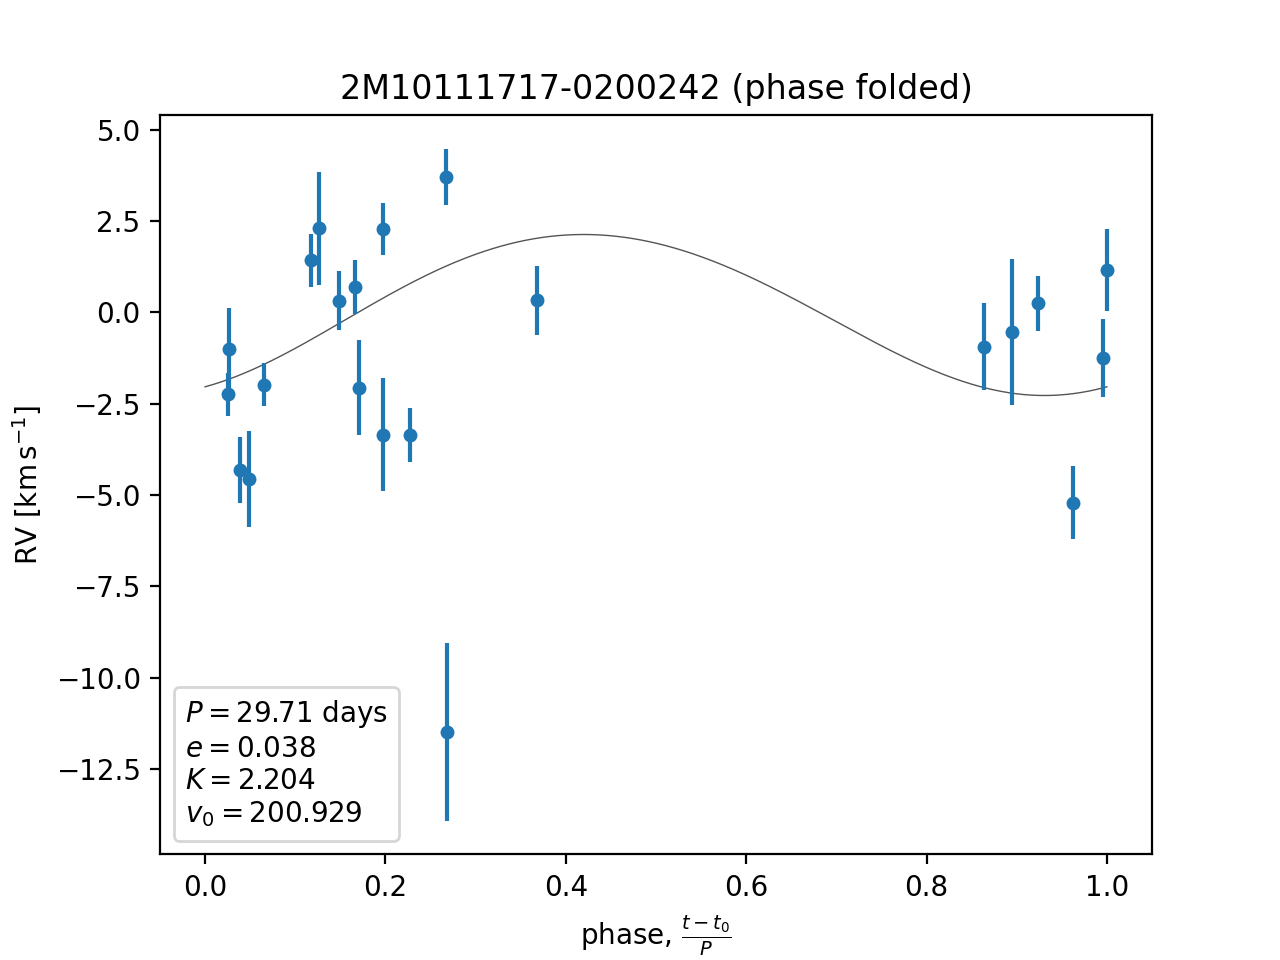 2M10111717-0200242 (phase folded)
5.0
2.5
0.0
−2.5
−5.0
−7.5
−10.0
−12.5
RV [km s⁻¹]
P = 29.71 days
e = 0.038
K = 2.204
v₀ = 200.929
0.0 0.2 0.4 0.6 0.8 1.0
phase, (t − t₀)/P